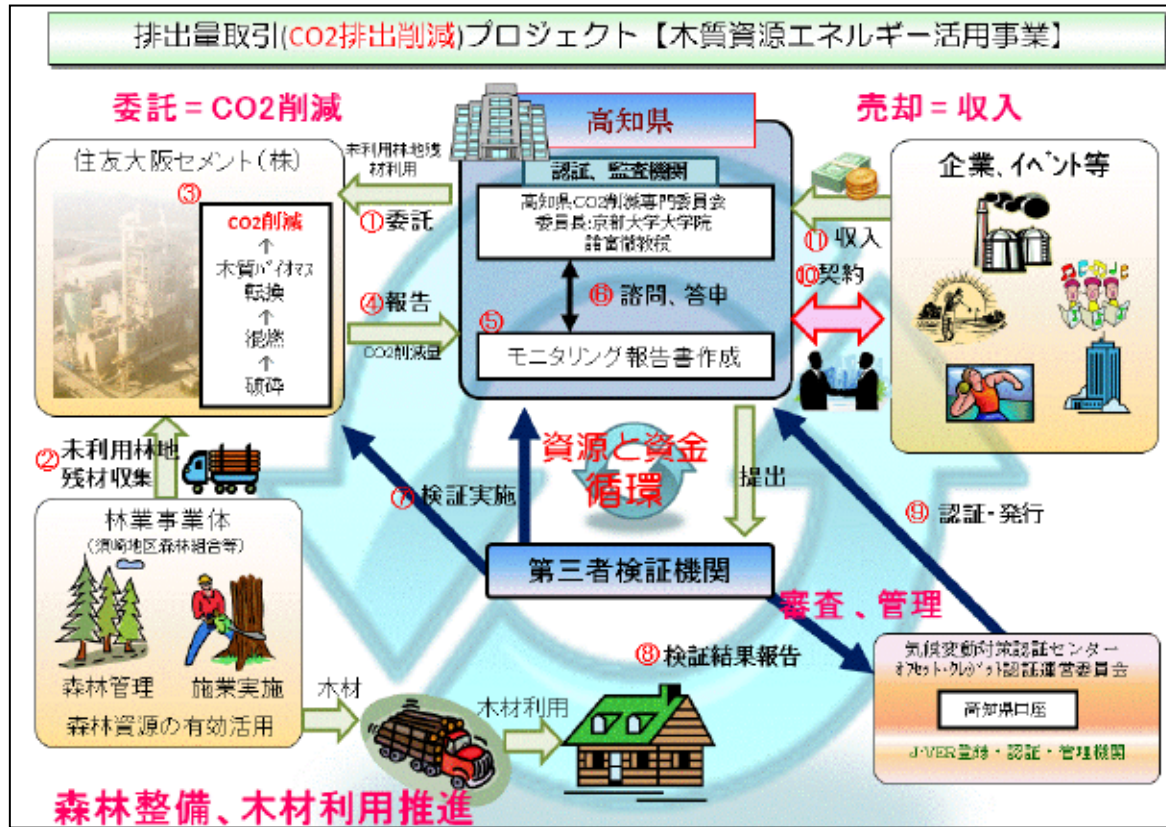 排出量取引(CO2排出削減)プロジェクト【木質資源エネルギー活用事業】
委託＝CO2削減
売却＝収入
住友大阪セメント(株)
③
CO2削減
↑
木質バイオマス
転換
↑
混燃
↑
破砕
未利用林地残
材利用
①委託
④報告
CO2削減量
高知県
認証、監査機関
高知県CO2削減専門委員会
委員長:京都大学大学院
諸富徹教授
⑥諮問、答申
⑤
モニタリング報告書作成
企業、イベント等
⑪収入
⑩契約
②未利用林地
残材収集
資源と資金
循環
提出
⑦検証実施
⑨認証・発行
林業事業体
(須崎地区森林組合等)
森林管理
施業実施
森林資源の有効活用
第三者検証機関
審査、管理
⑧検証結果報告
木材
木材利用
気候変動対策認証センター
オフセット・クレジット認証運営委員会
高知県口座
J-VER登録・認証・管理機関
森林整備、木材利用推進